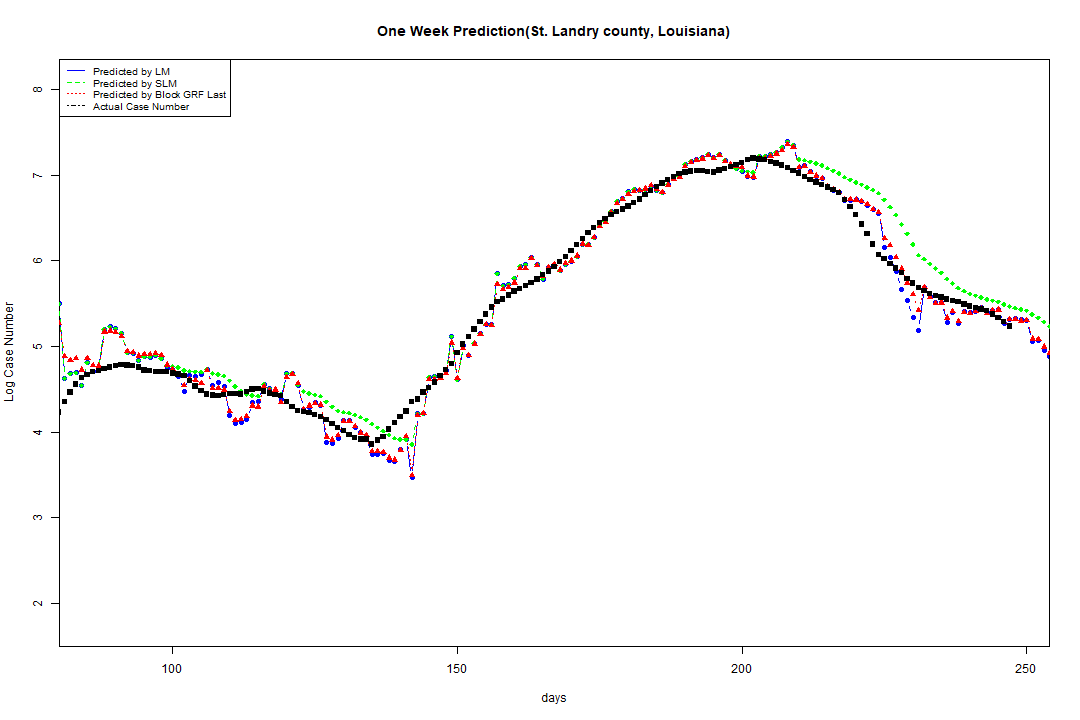 One Week Prediction(St. Landry county, Louisiana)
Predicted by LM
Predicted by SLM
Predicted by Block GRF Last
Actual Case Number
8
7
6
5
4
3
2
Log Case Number
100 150 200 250
days